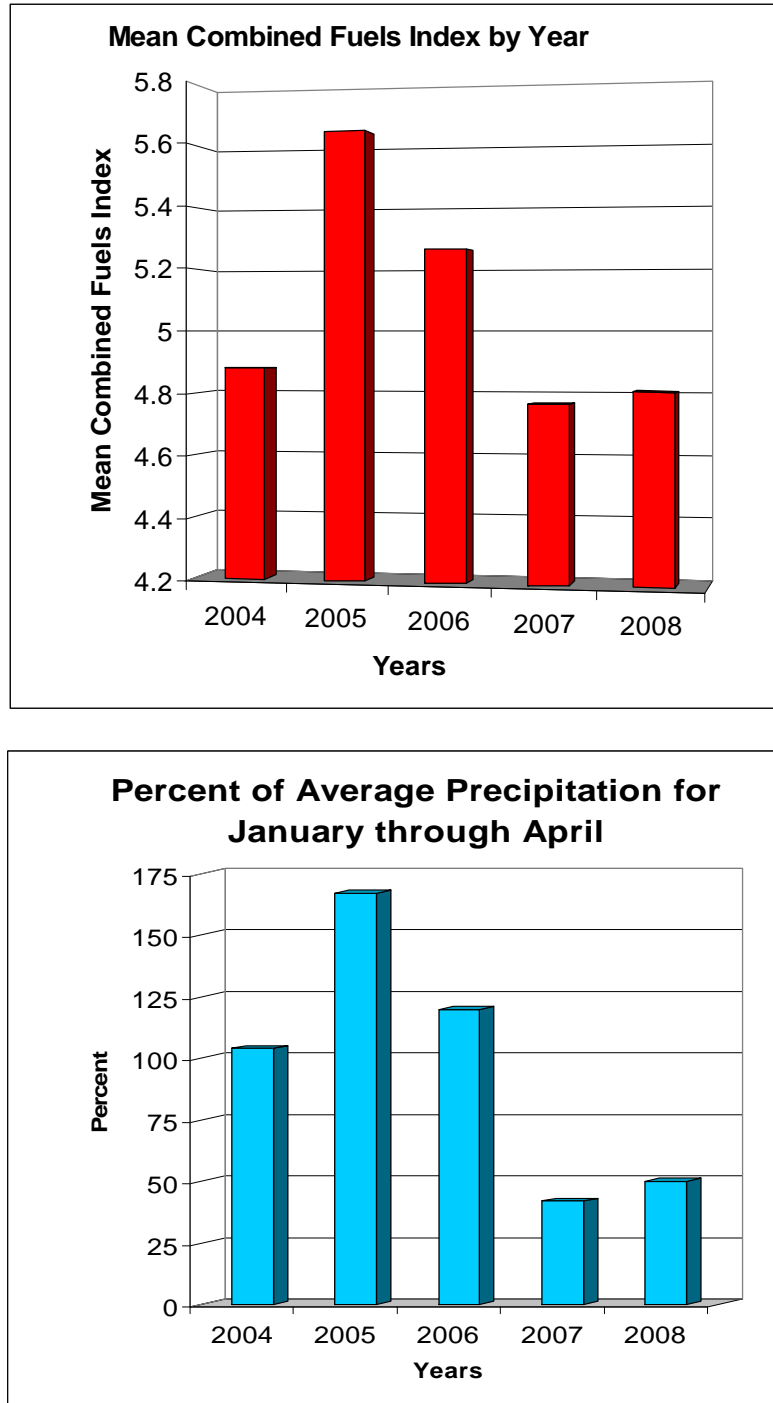 Mean Combined Fuels Index by Year
5.8
5.6
5.4
5.2
5
4.8
4.6
4.4
4.2
Mean Combined Fuels Index
2004 2005 2006 2007 2008
Years
Percent of Average Precipitation for
January through April
175
150
125
100
75
50
25
0
Percent
2004 2005 2006 2007 2008
Years